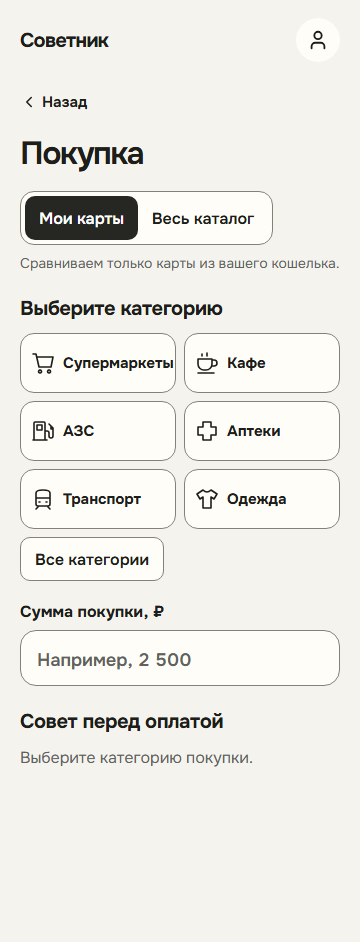 Советник
Назад
Покупка
Мои карты Весь каталог
Сравниваем только карты из вашего кошелька.
Выберите категорию
Супермаркеты Кафе
АЗС Аптеки
Транспорт Одежда
Все категории
Сумма покупки, ₽
Например, 2 500
Совет перед оплатой
Выберите категорию покупки.